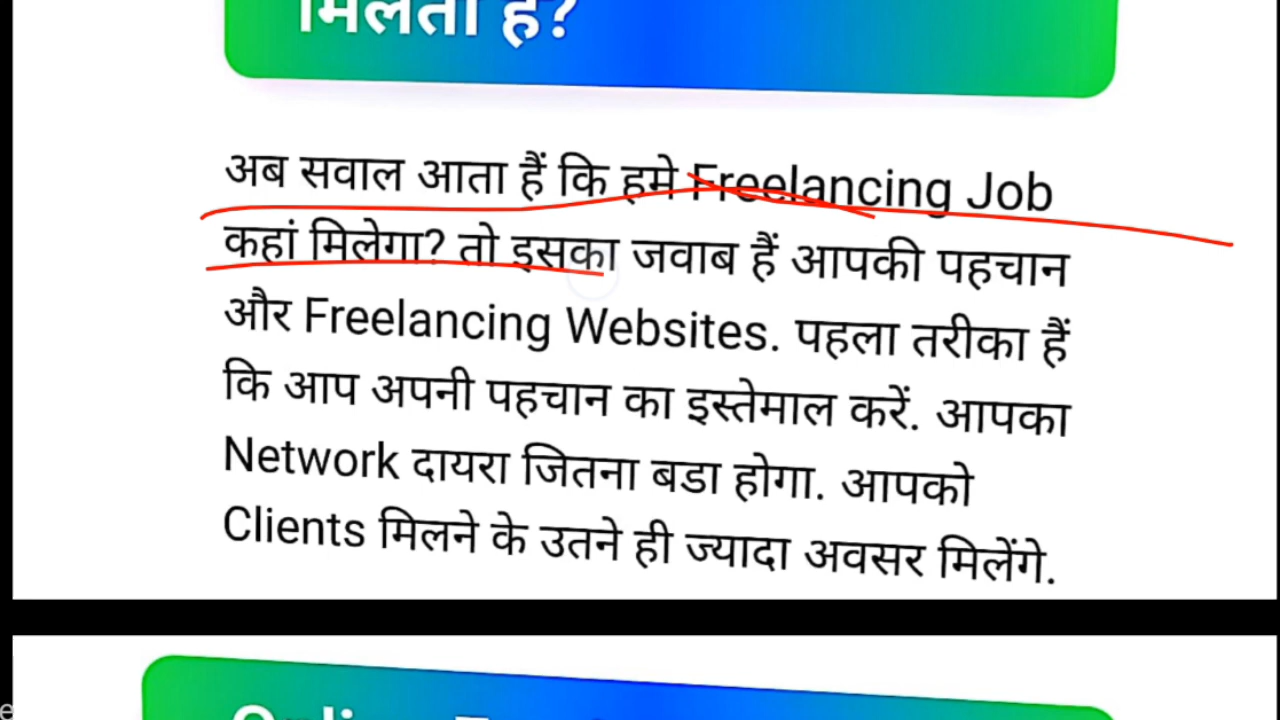 मिलता है?
अब सवाल आता हैं कि हमे Freelancing Job
कहां मिलेगा? तो इसका जवाब हैं आपकी पहचान
और Freelancing Websites. पहला तरीका हैं
कि आप अपनी पहचान का इस्तेमाल करें. आपका
Network दायरा जितना बडा होगा. आपको
Clients मिलने के उतने ही ज्यादा अवसर मिलेंगे.